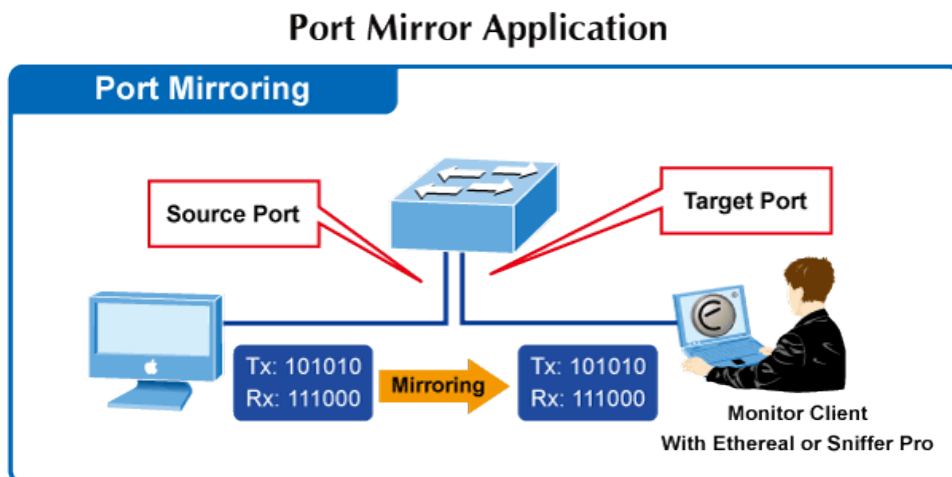 Port Mirror Application
Port Mirroring
Source Port
Target Port
Tx: 101010
Rx: 111000
Mirroring
Tx: 101010
Rx: 111000
Monitor Client
With Ethereal or Sniffer Pro